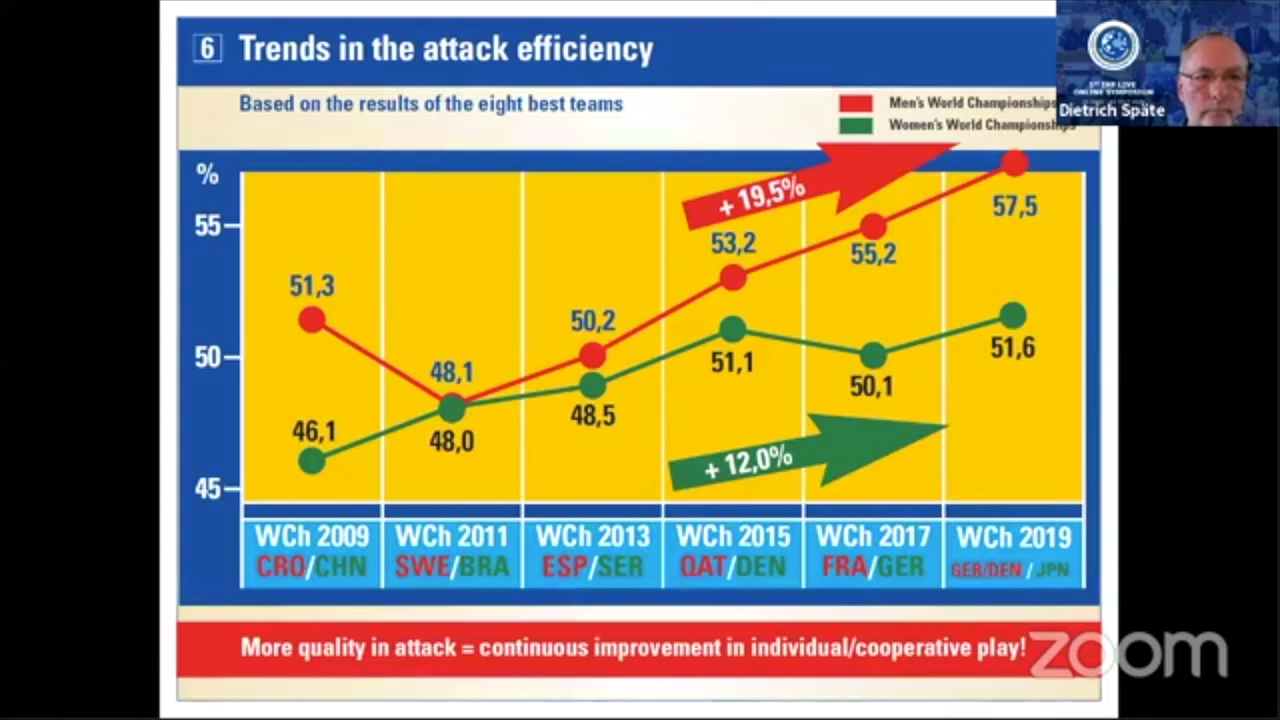 6 Trends in the attack efficiency
Based on the results of the eight best teams
Men's World Championships
Women's World Championships
Dietrich Späte
%
55
50
45
+ 19,5%
51,3
48,1
50,2
53,2
55,2
57,5
46,1
48,0
48,5
51,1
50,1
51,6
+ 12,0%
WCh 2009
CRO/CHN
WCh 2011
SWE/BRA
WCh 2013
ESP/SER
WCh 2015
QAT/DEN
WCh 2017
FRA/GER
WCh 2019
GER/DEN / JPN
More quality in attack = continuous improvement in individual/cooperative play!
zoom